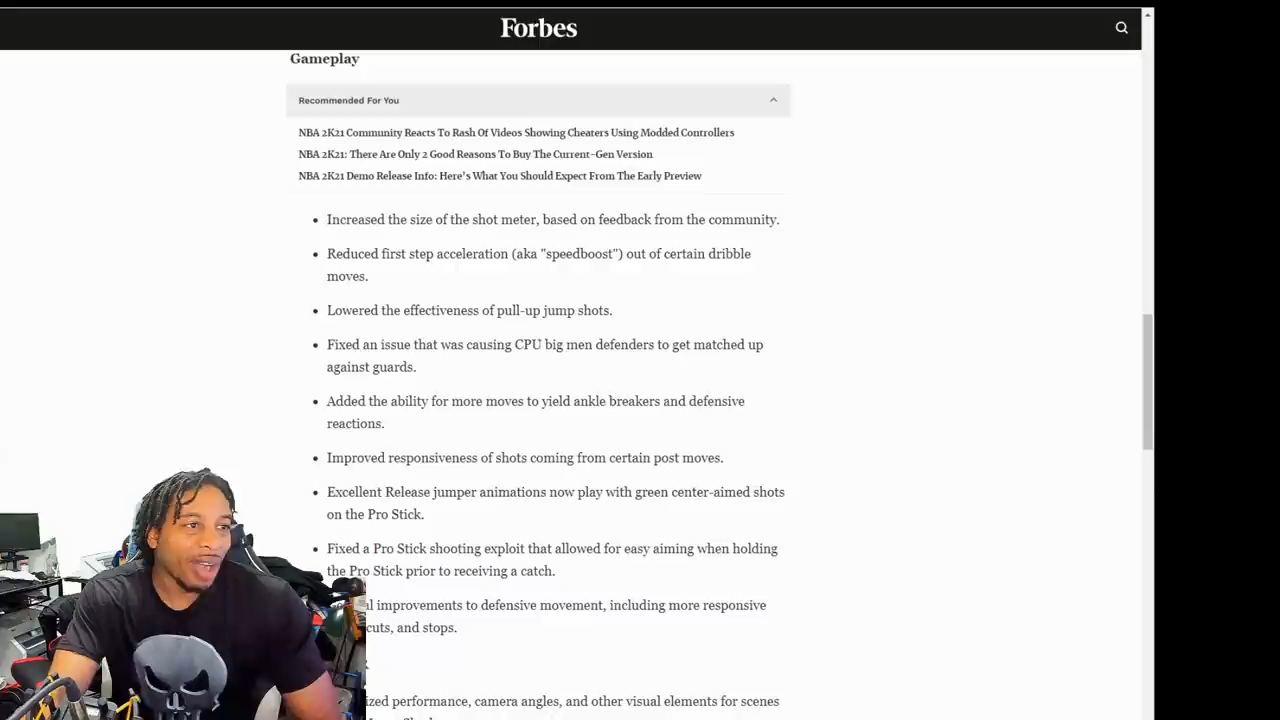 Forbes
Gameplay
Recommended For You
NBA 2K21 Community Reacts To Rash Of Videos Showing Cheaters Using Modded Controllers
NBA 2K21: There Are Only 2 Good Reasons To Buy The Current-Gen Version
NBA 2K21 Demo Release Info: Here's What You Should Expect From The Early Preview
• Increased the size of the shot meter, based on feedback from the community.
• Reduced first step acceleration (aka "speedboost") out of certain dribble
moves.
• Lowered the effectiveness of pull-up jump shots.
• Fixed an issue that was causing CPU big men defenders to get matched up
against guards.
• Added the ability for more moves to yield ankle breakers and defensive
reactions.
• Improved responsiveness of shots coming from certain post moves.
• Excellent Release jumper animations now play with green center-aimed shots
on the Pro Stick.
• Fixed a Pro Stick shooting exploit that allowed for easy aiming when holding
the Pro Stick prior to receiving a catch.
improvements to defensive movement, including more responsive
cuts, and stops.
performance, camera angles, and other visual elements for scenes